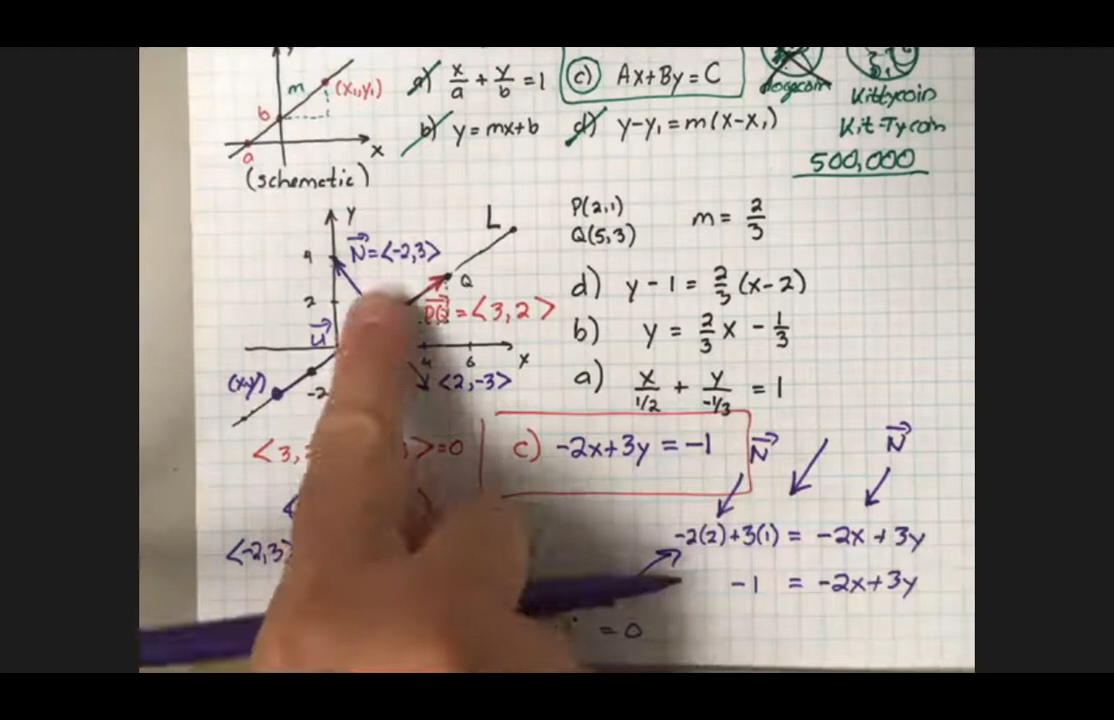 y
m
(x₁,y₁)
b
a
x
(schematic)
a) x/a + y/b = 1
b) y=mx+b
c) Ax+By=C
d) y-y₁=m(x-x₁)
dogecoin
Kittycoin
Kit-Tycoin
500,000
y
4
2
-2
4
6
x
N=<-2,3>
L
Q
PQ=<3,2>
u
(x,y)
<2,-3>
P(2,1)
Q(5,3)
m = 2/3
d) y-1 = 2/3 (x-2)
b) y = 2/3 x - 1/3
a) x/1/2 + y/-1/3 = 1
<3,
>=0
c) -2x+3y = -1
N
N
<-2,3>
-2(2)+3(1) = -2x+3y
-1 = -2x+3y
= 0